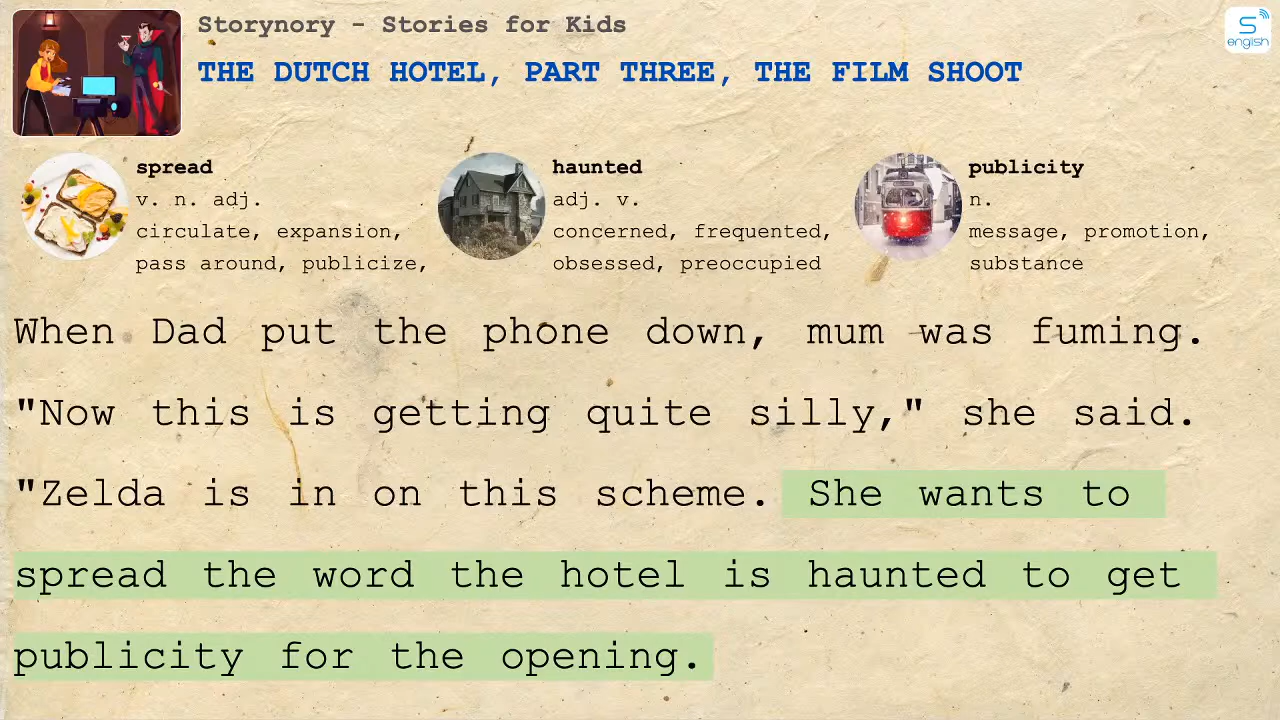 Storynory - Stories for Kids
THE DUTCH HOTEL, PART THREE, THE FILM SHOOT
S
english
spread
v. n. adj.
circulate, expansion,
pass around, publicize,
haunted
adj. v.
concerned, frequented,
obsessed, preoccupied
publicity
n.
message, promotion,
substance
When Dad put the phone down, mum was fuming.
"Now this is getting quite silly," she said.
"Zelda is in on this scheme. She wants to
spread the word the hotel is haunted to get
publicity for the opening.